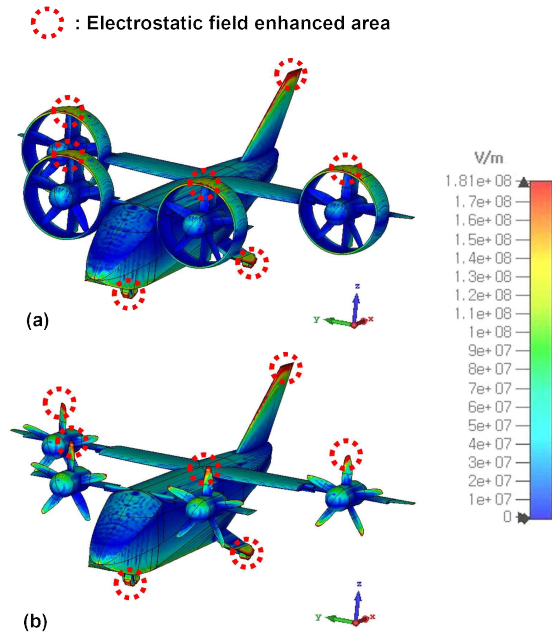 : Electrostatic field enhanced area
V/m
1.81e+08
1.7e+08
1.6e+08
1.5e+08
1.4e+08
1.3e+08
1.2e+08
1.1e+08
1e+08
9e+07
8e+07
7e+07
6e+07
5e+07
4e+07
3e+07
2e+07
1e+07
0
z
y
x
(a)
z
y
x
(b)